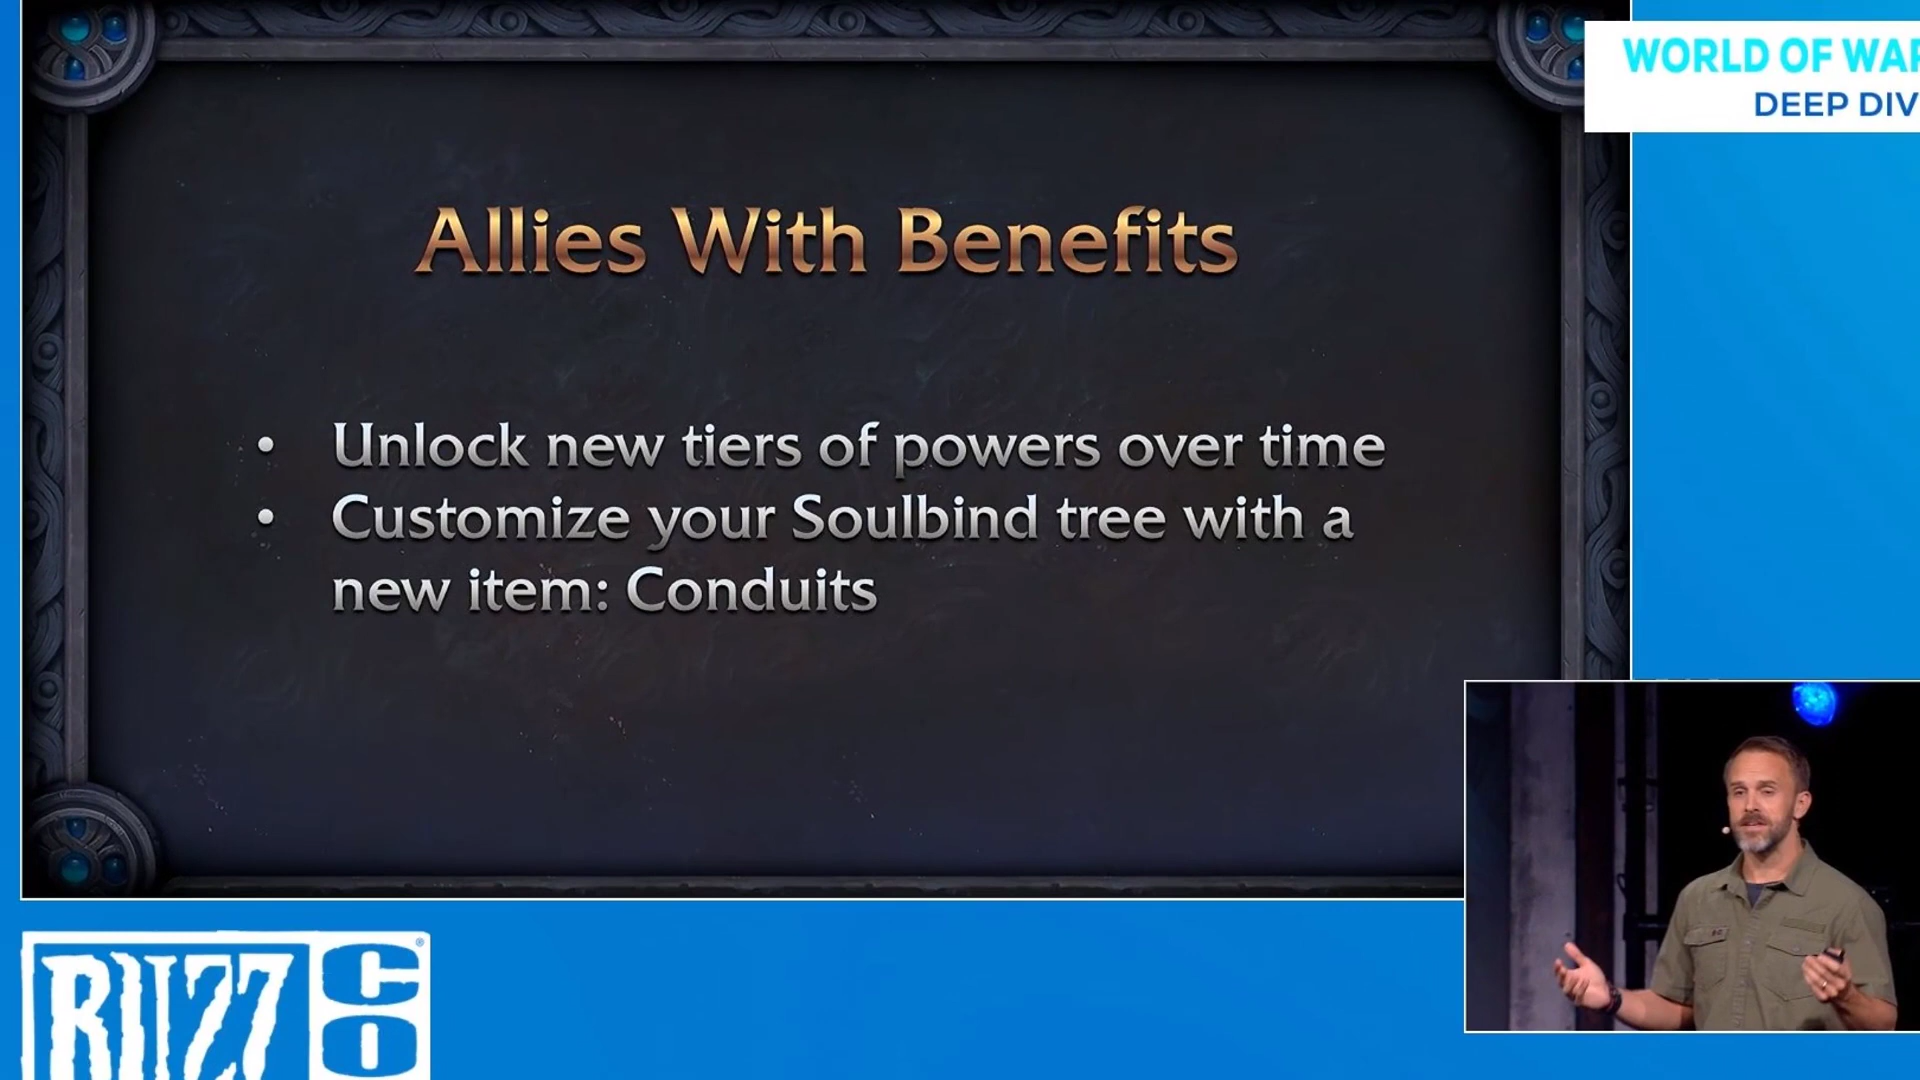 WORLD OF WAR
DEEP DIV
Allies With Benefits
• Unlock new tiers of powers over time
• Customize your Soulbind tree with a
new item: Conduits
BLIZZ
CO